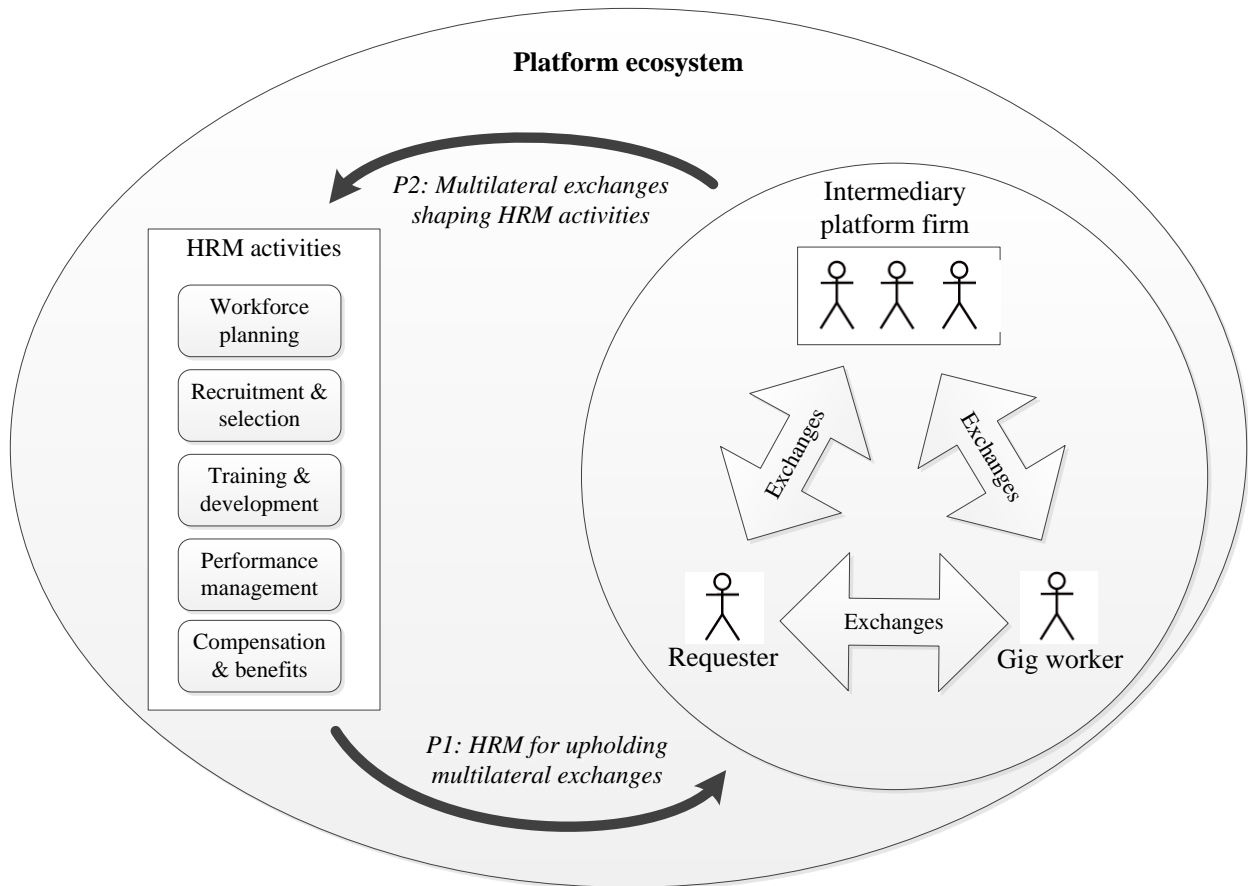 Platform ecosystem
P2: Multilateral exchanges
shaping HRM activities
HRM activities
Workforce
planning
Recruitment &
selection
Training &
development
Performance
management
Compensation
& benefits
P1: HRM for upholding
multilateral exchanges
Intermediary
platform firm
Exchanges
Exchanges
Exchanges
Requester
Gig worker